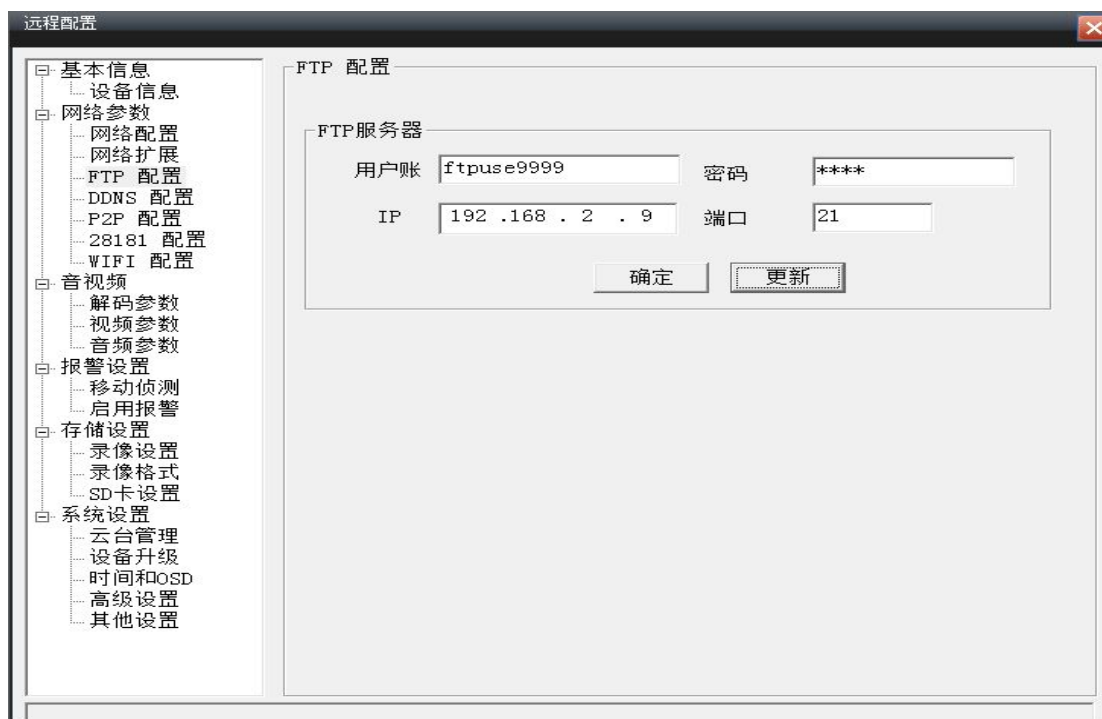 远程配置
基本信息
设备信息
网络参数
网络配置
网络扩展
FTP 配置
DDNS 配置
P2P 配置
28181 配置
WIFI 配置
音视频
解码参数
视频参数
音频参数
报警设置
移动侦测
启用报警
存储设置
录像设置
录像格式
SD卡设置
系统设置
云台管理
设备升级
时间和OSD
高级设置
其他设置
FTP 配置
FTP服务器
用户账 ftpuse9999 密码 ****
IP 192 .168 . 2 . 9 端口 21
确定 更新